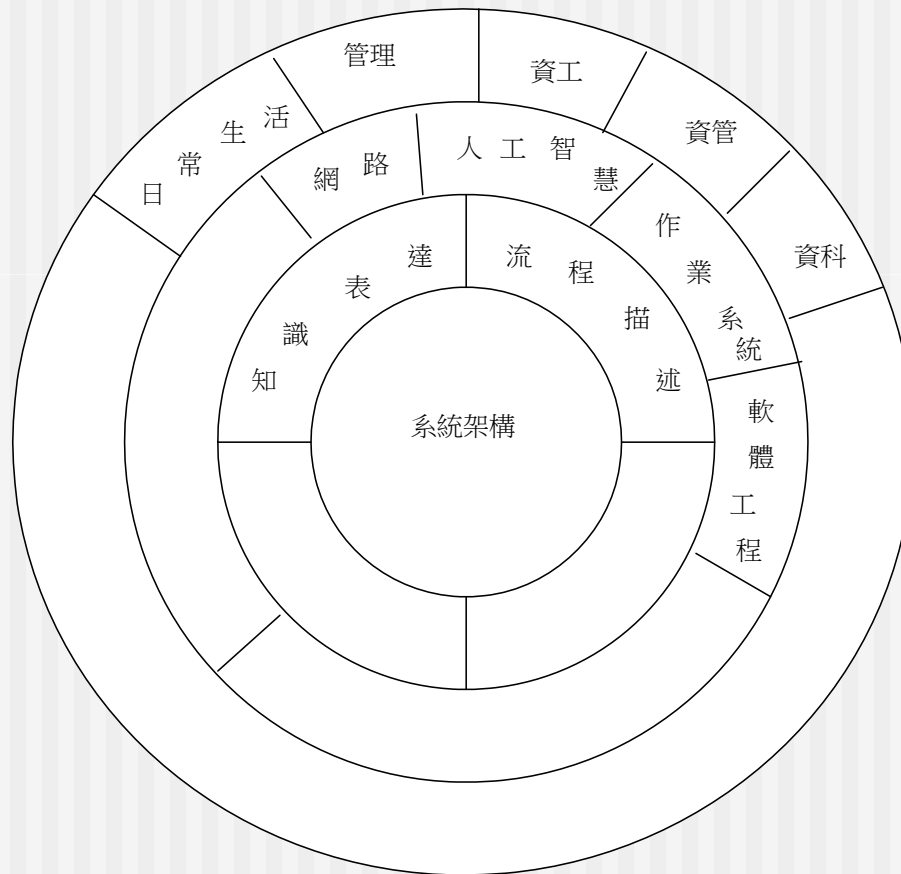 日常生活
管理
資工
資管
資科
網路
人工智慧
作業系統
軟體工程
知識表達
流程描述
系統架構